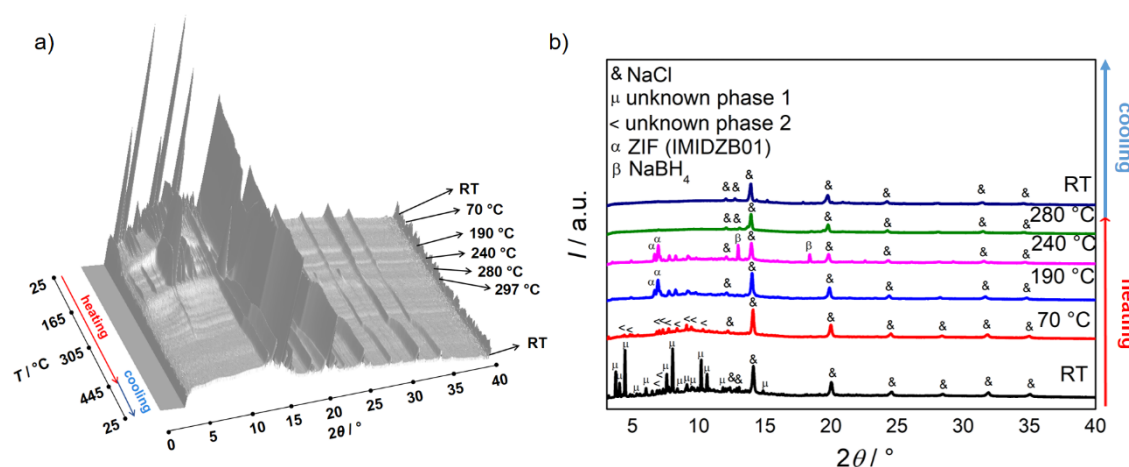 a)
RT
70 °C
190 °C
240 °C
280 °C
297 °C
RT
25
165
305
445
25
T / °C
heating
cooling
0
5
10
15
20
25
30
35
40
2θ / °
b)
& NaCl
μ unknown phase 1
< unknown phase 2
α ZIF (IMIDZB01)
β NaBH₄
I / a.u.
RT
& & & & & & &
280 °C
& & & & & & &
240 °C
α α & β & β & & & &
190 °C
α α & & & & & & &
70 °C
< < < < < < < < < & & & & & & &
RT
μ μ μ μ μ < < μ μ μ μ μ μ μ μ & & & μ & & & & &
5 10 15 20 25 30 35 40
2θ / °
cooling
heating